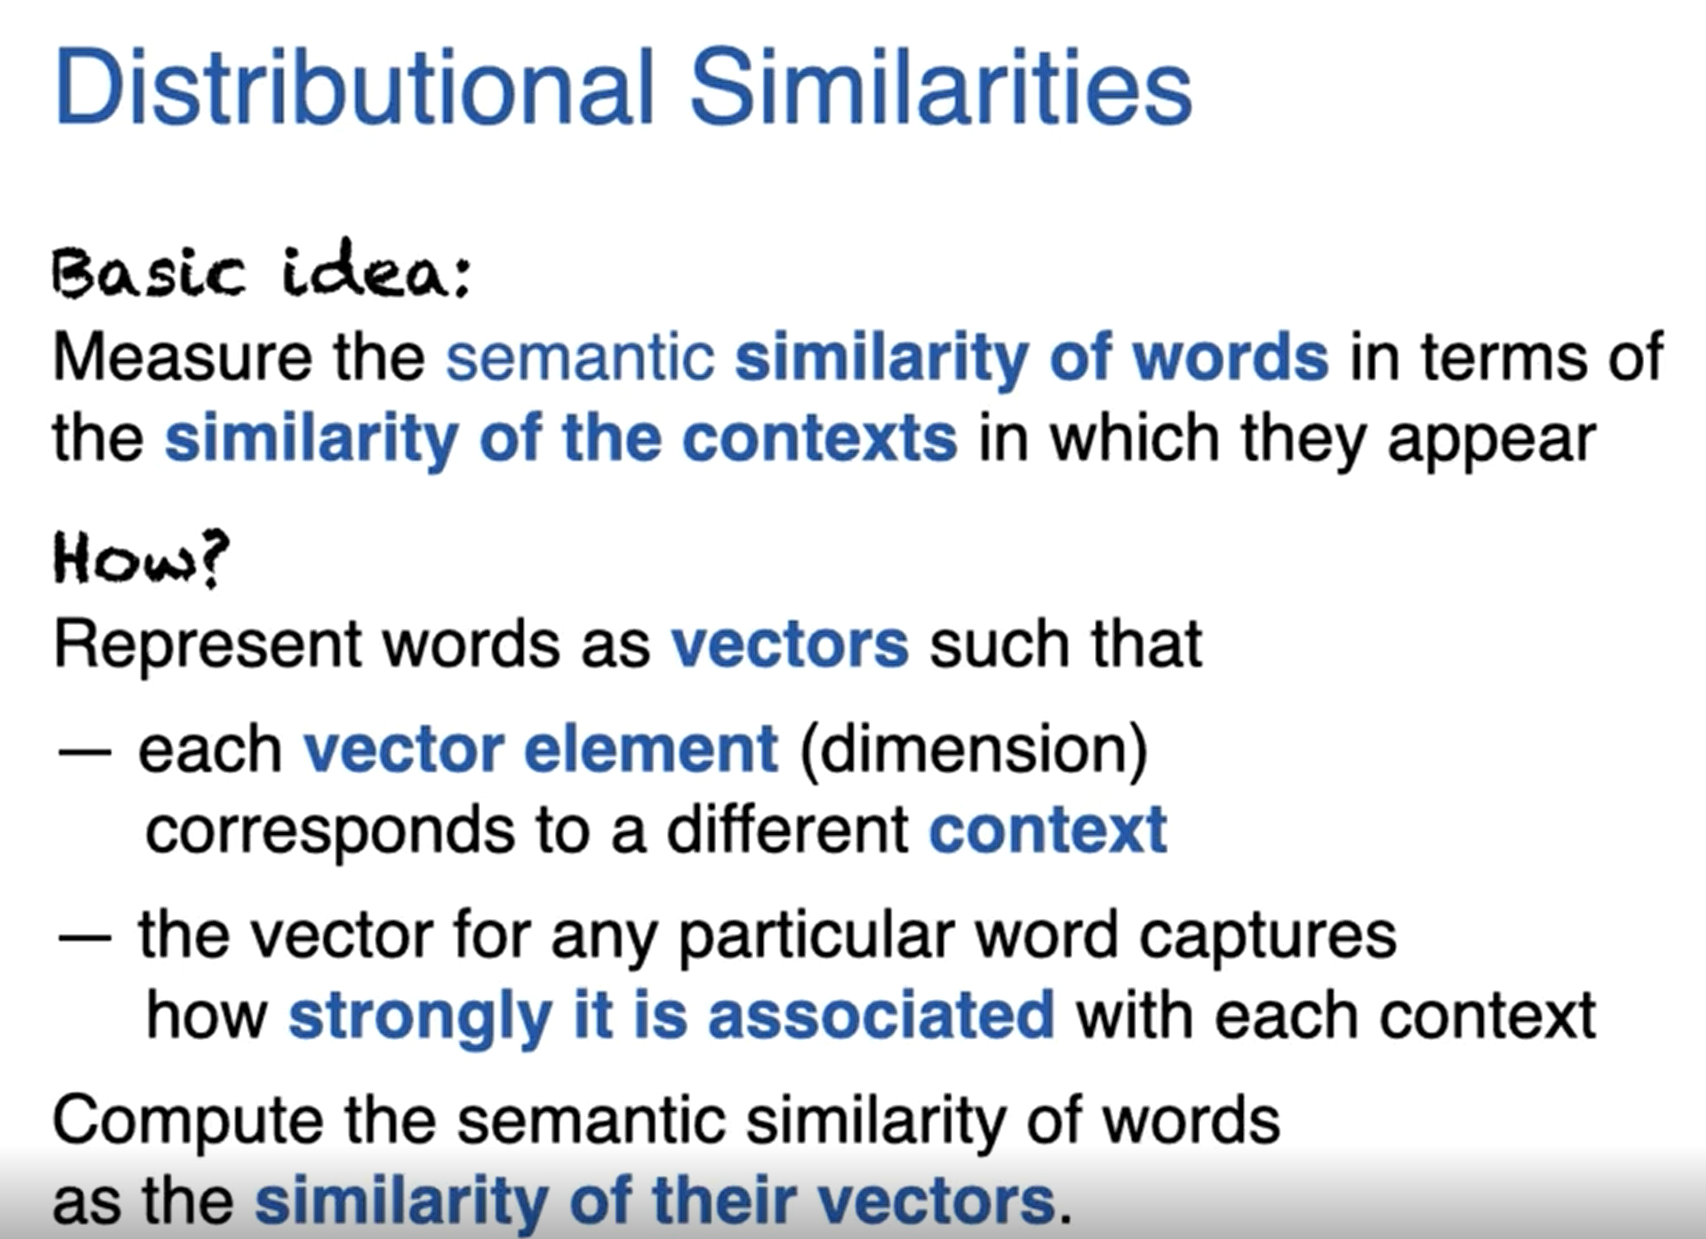 Distributional Similarities
Basic idea:
Measure the semantic similarity of words in terms of
the similarity of the contexts in which they appear
How?
Represent words as vectors such that
— each vector element (dimension)
corresponds to a different context
— the vector for any particular word captures
how strongly it is associated with each context
Compute the semantic similarity of words
as the similarity of their vectors.